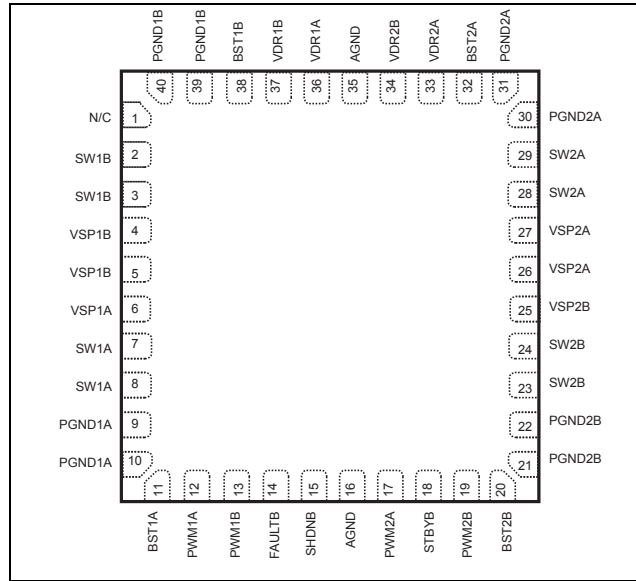 PGND1B PGND1B BST1B VDR1B VDR1A AGND VDR2B VDR2A BST2A PGND2A
40 39 38 37 36 35 34 33 32 31
N/C 1 30 PGND2A
SW1B 2 29 SW2A
SW1B 3 28 SW2A
VSP1B 4 27 VSP2A
VSP1B 5 26 VSP2A
VSP1A 6 25 VSP2B
SW1A 7 24 SW2B
SW1A 8 23 SW2B
PGND1A 9 22 PGND2B
PGND1A 10 21 PGND2B
11 12 13 14 15 16 17 18 19 20
BST1A PWM1A PWM1B FAULTB SHDNB AGND PWM2A STBYB PWM2B BST2B